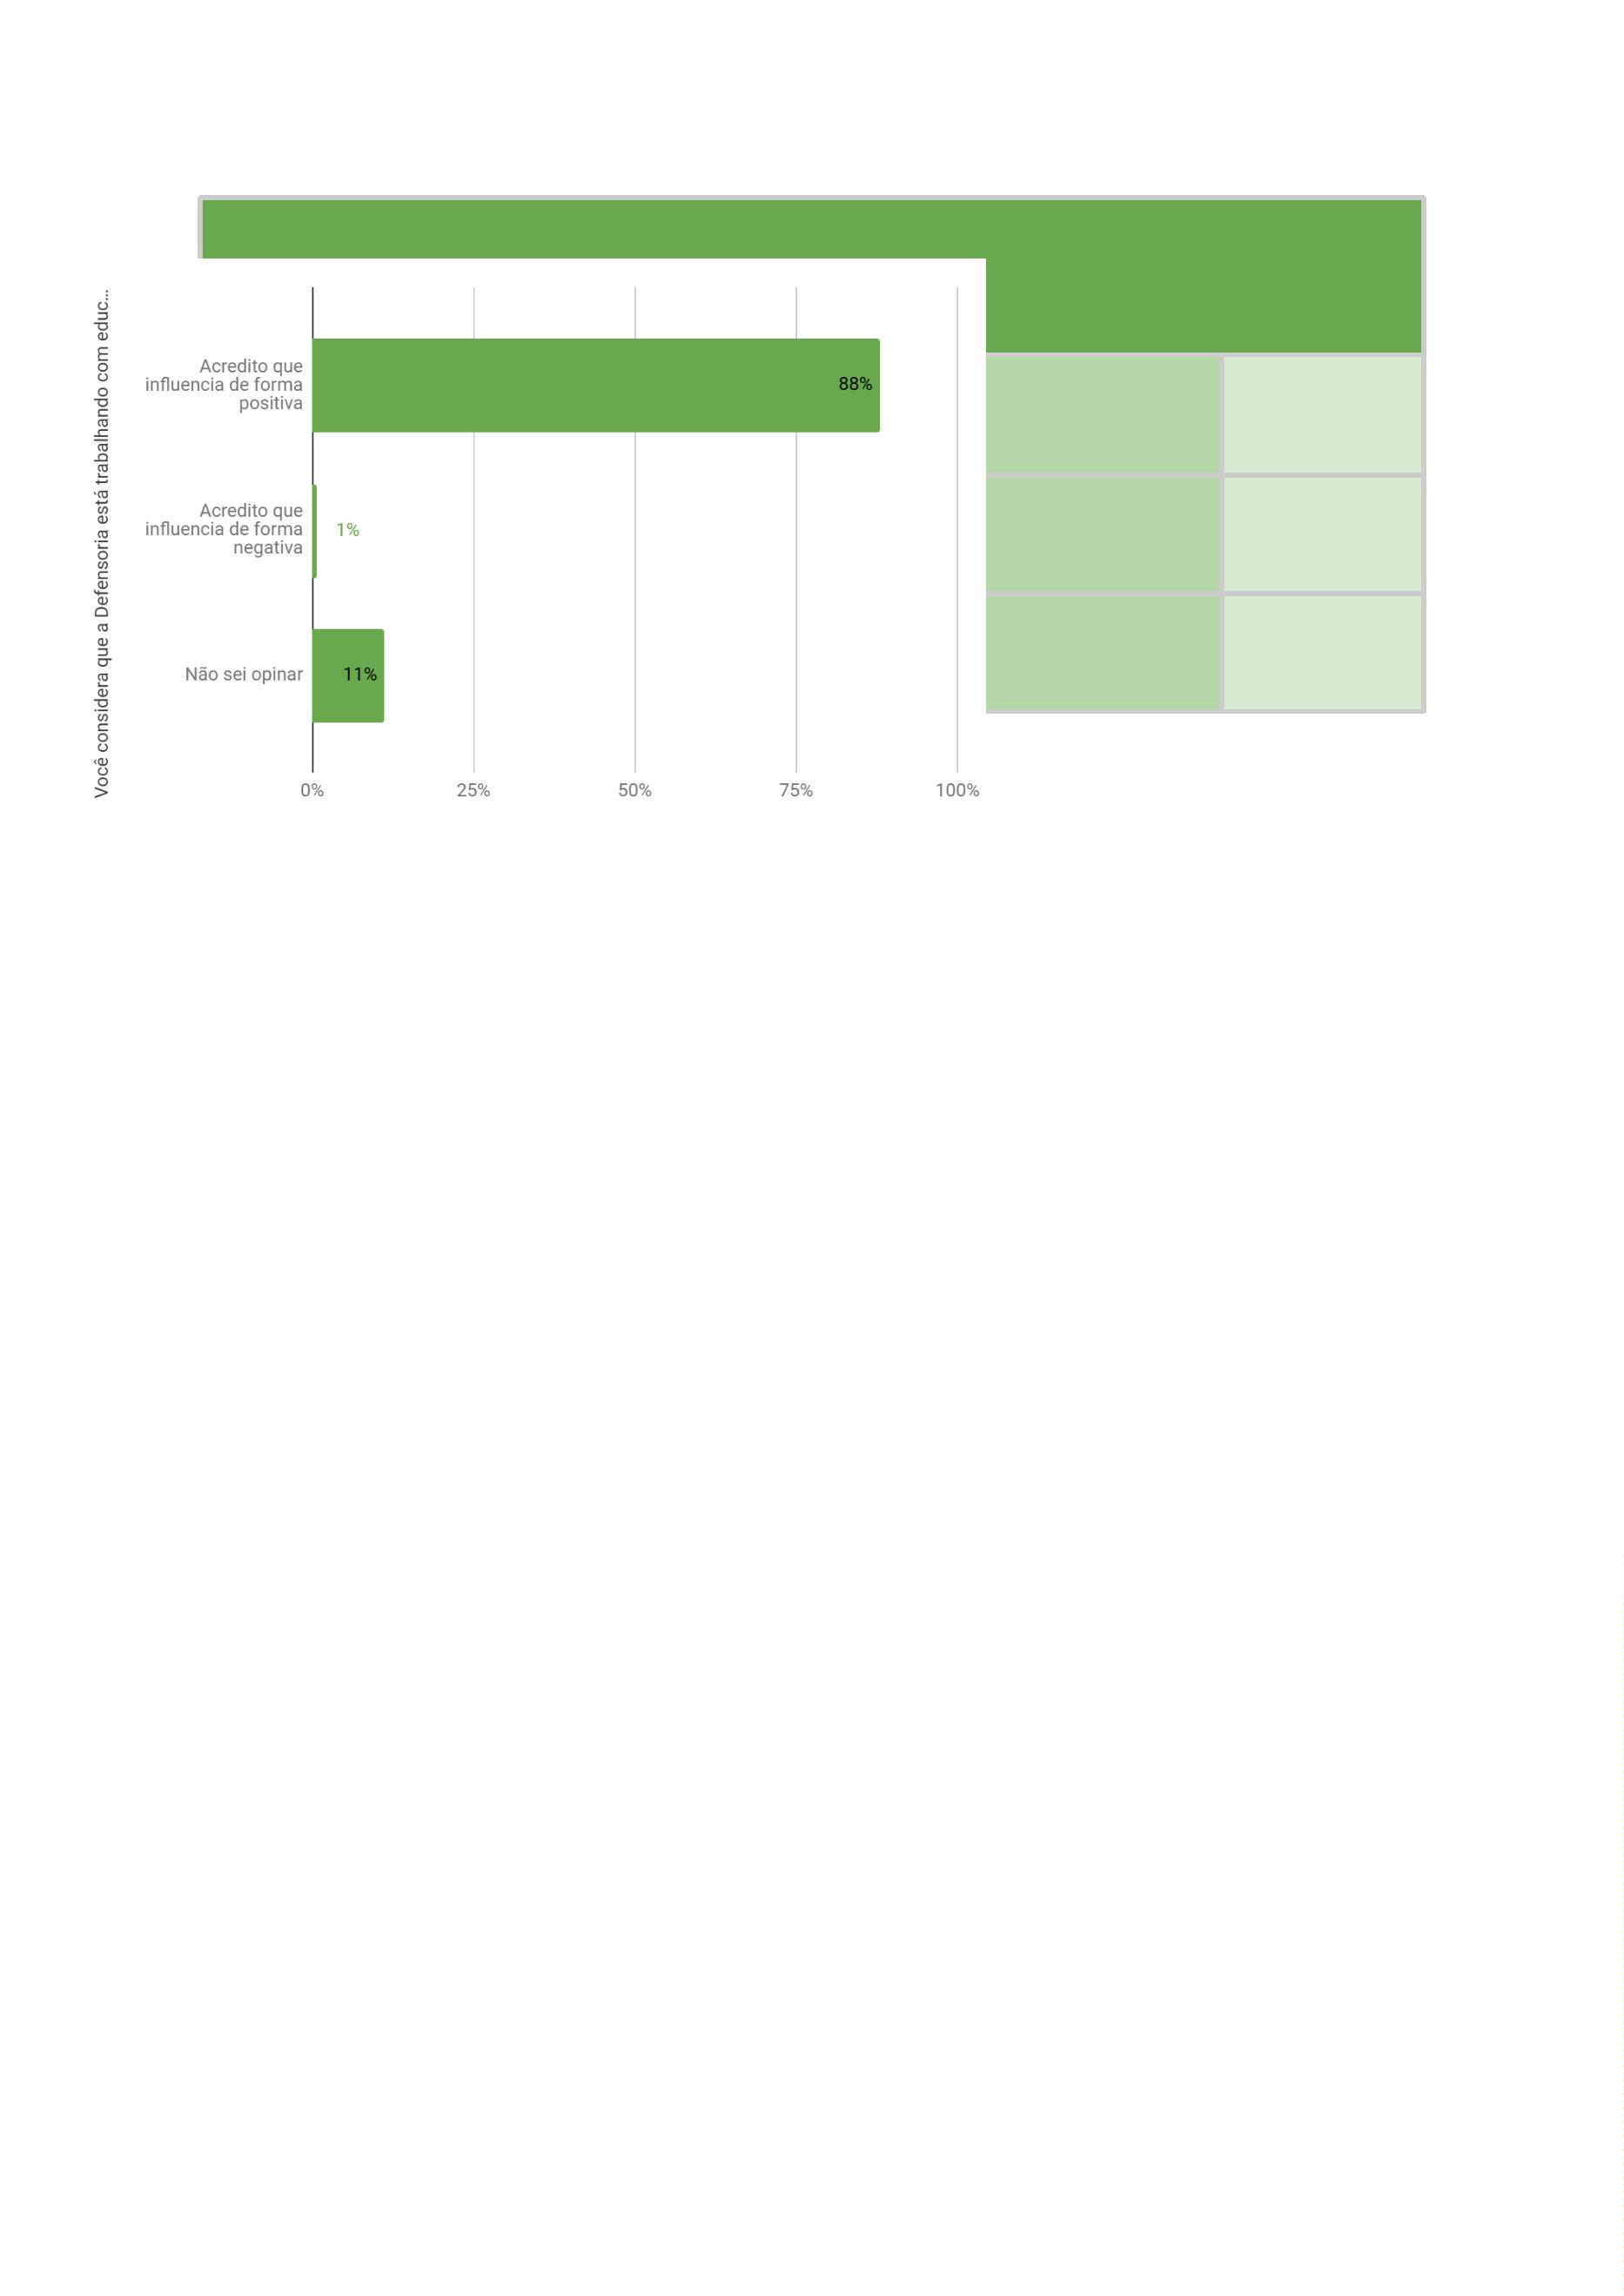 Você considera que a Defensoria está trabalhando com educ...
Acredito que
influencia de forma
positiva
88%
Acredito que
influencia de forma
negativa
1%
Não sei opinar
11%
0% 25% 50% 75% 100%